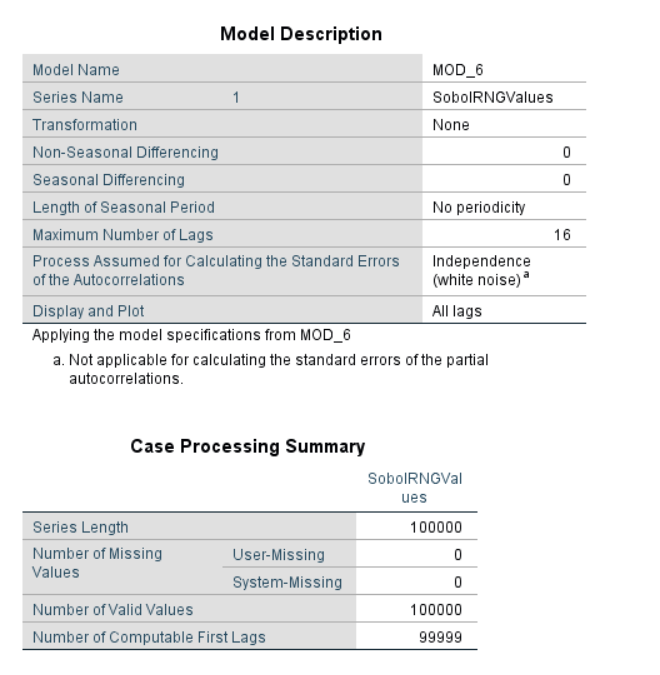 Model Description
Model Name MOD_6
Series Name 1 SobolRNGValues
Transformation None
Non-Seasonal Differencing 0
Seasonal Differencing 0
Length of Seasonal Period No periodicity
Maximum Number of Lags 16
Process Assumed for Calculating the Standard Errors Independence
of the Autocorrelations (white noise) a
Display and Plot All lags
Applying the model specifications from MOD_6
a. Not applicable for calculating the standard errors of the partial
autocorrelations.
Case Processing Summary
SobolRNGVal
ues
Series Length 100000
Number of Missing User-Missing 0
Values
System-Missing 0
Number of Valid Values 100000
Number of Computable First Lags 99999